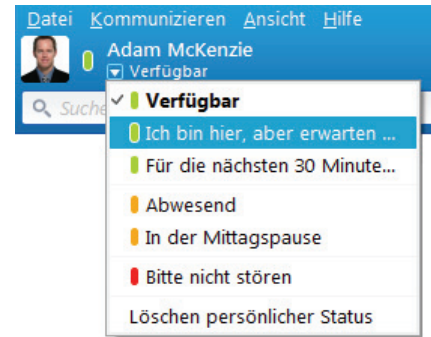 Datei Kommunizieren Ansicht Hilfe
Adam McKenzie
Verfügbar
Suche
Verfügbar
Ich bin hier, aber erwarten ...
Für die nächsten 30 Minute...
Abwesend
In der Mittagspause
Bitte nicht stören
Löschen persönlicher Status